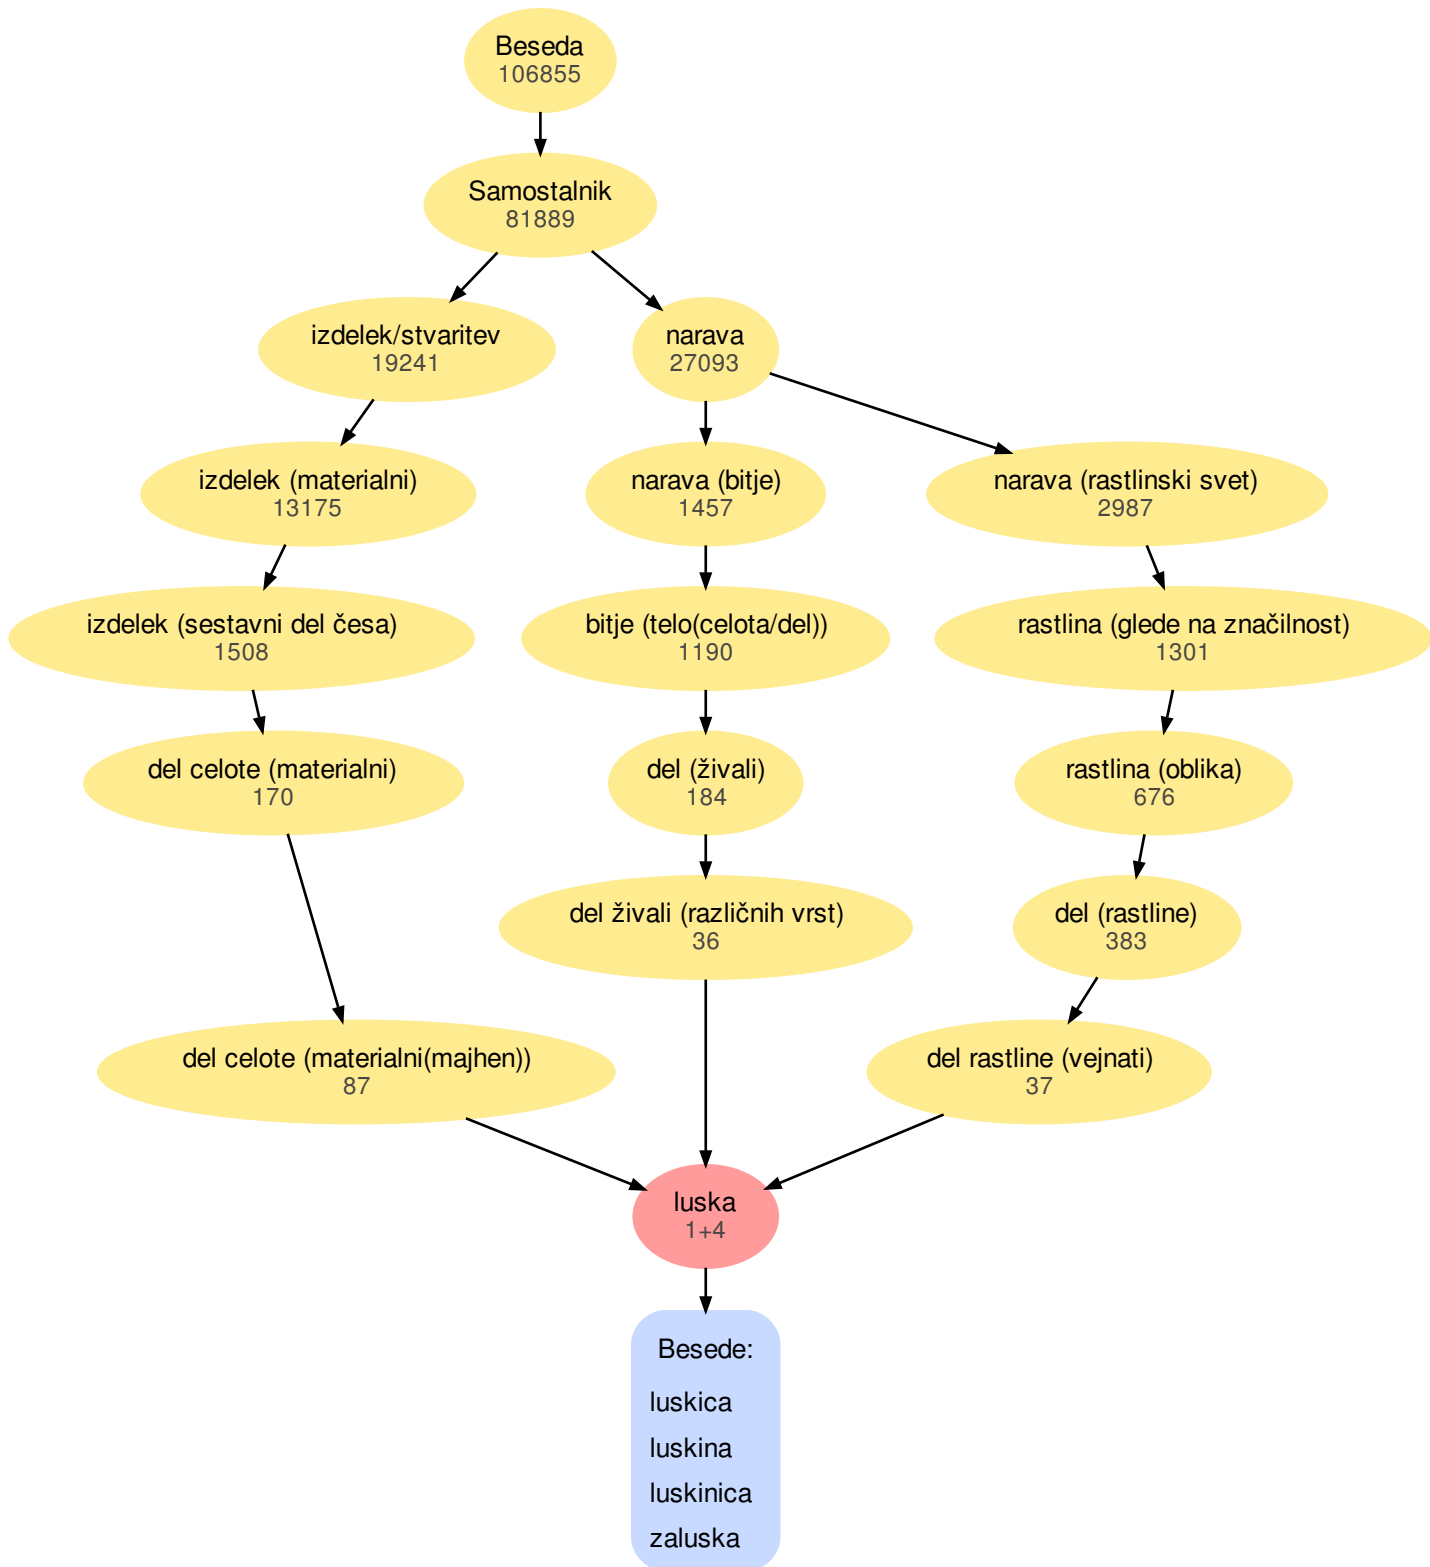 Beseda
106855
Samostalnik
81889
izdelek/stvaritev
19241
narava
27093
izdelek (materialni)
13175
narava (bitje)
1457
narava (rastlinski svet)
2987
izdelek (sestavni del česa)
1508
bitje (telo(celota/del))
1190
rastlina (glede na značilnost)
1301
del celote (materialni)
170
del (živali)
184
rastlina (oblika)
676
del živali (različnih vrst)
36
del (rastline)
383
del celote (materialni(majhen))
87
del rastline (vejnati)
37
luska
1+4
Besede:
luskica
luskina
luskinica
zaluska